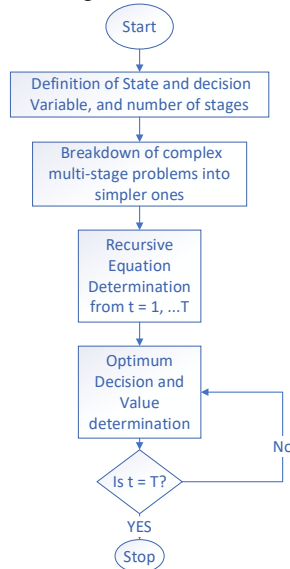 Start
Definition of State and decision
Variable, and number of stages
Breakdown of complex
multi-stage problems into
simpler ones
Recursive
Equation
Determination
from t = 1, ...T
Optimum
Decision and
Value
determination
No
Is t = T?
YES
Stop